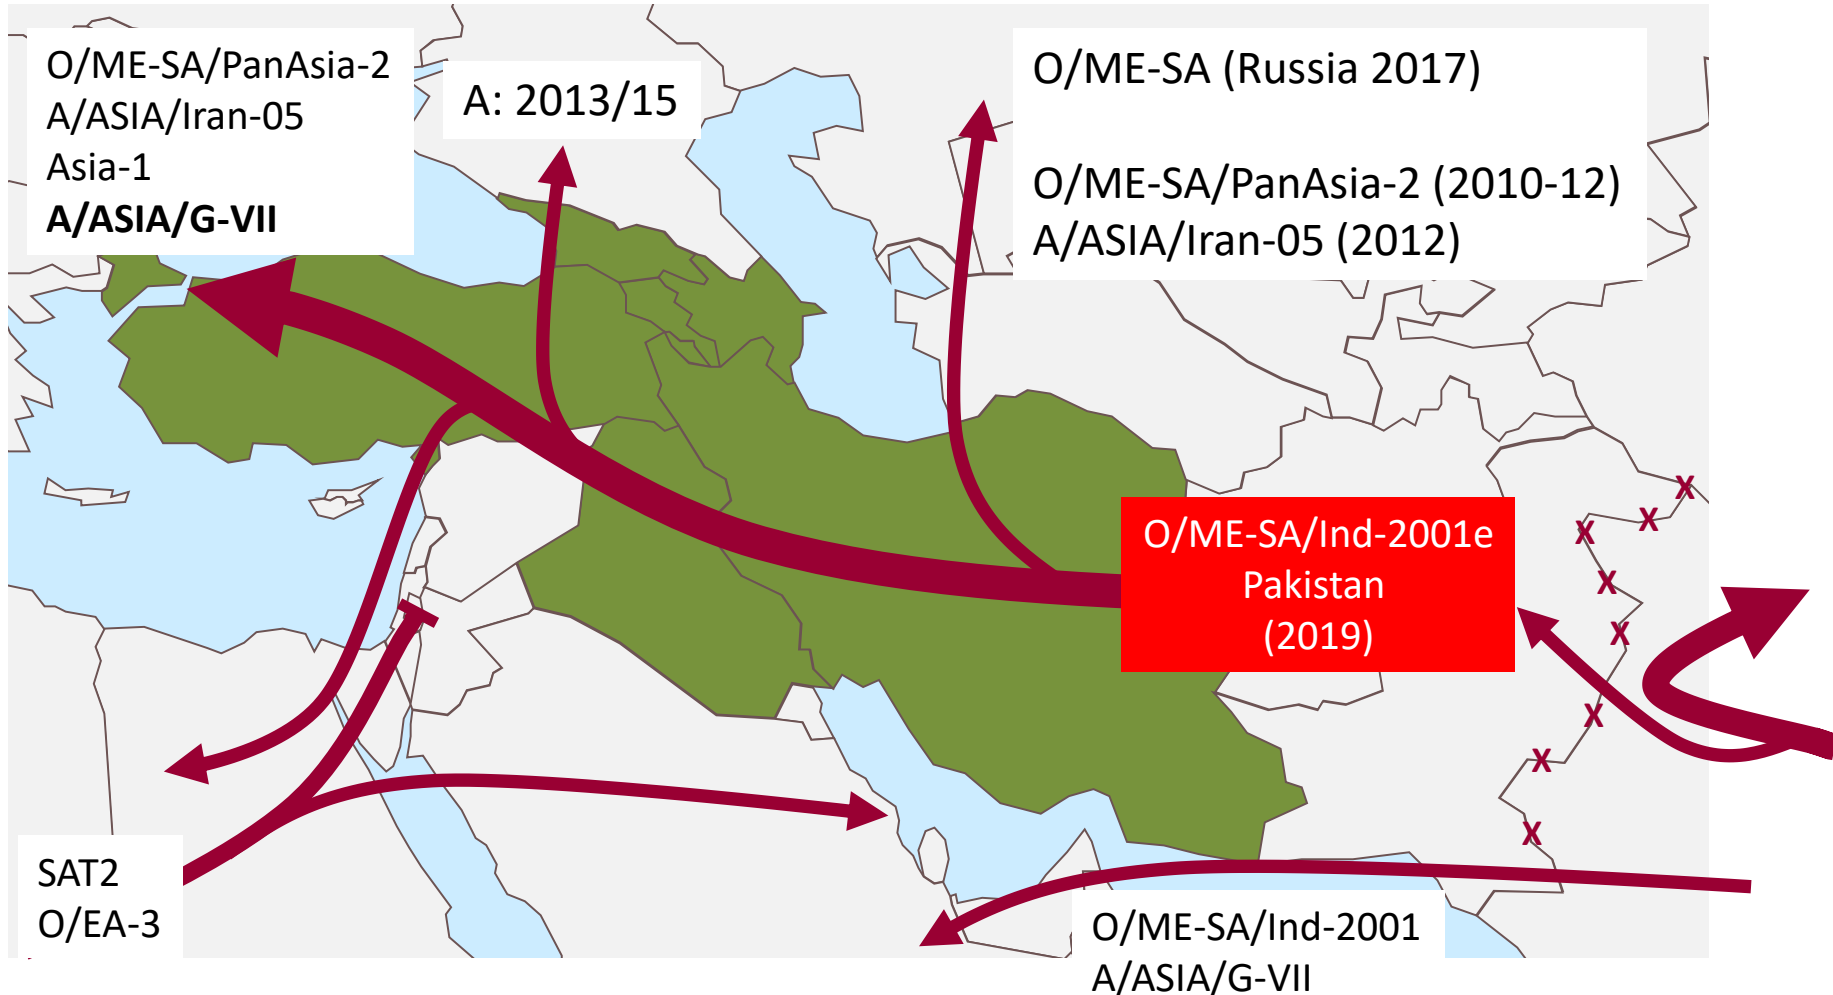 O/ME-SA/PanAsia-2
A/ASIA/Iran-05
Asia-1
A/ASIA/G-VII
A: 2013/15
O/ME-SA (Russia 2017)
O/ME-SA/PanAsia-2 (2010-12)
A/ASIA/Iran-05 (2012)
O/ME-SA/Ind-2001e
Pakistan
(2019)
X
X
X
X
X
X
X
X
X
SAT2
O/EA-3
O/ME-SA/Ind-2001
A/ASIA/G-VII